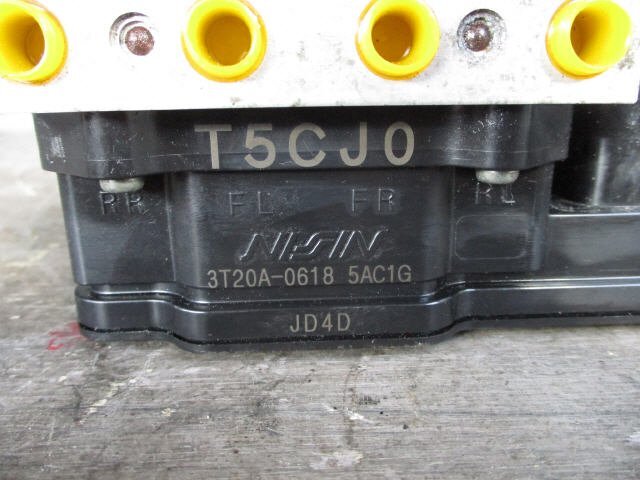 T5CJ0
RR FL FR RL
NISSIN
3T20A-0618 5AC1G
JD4D